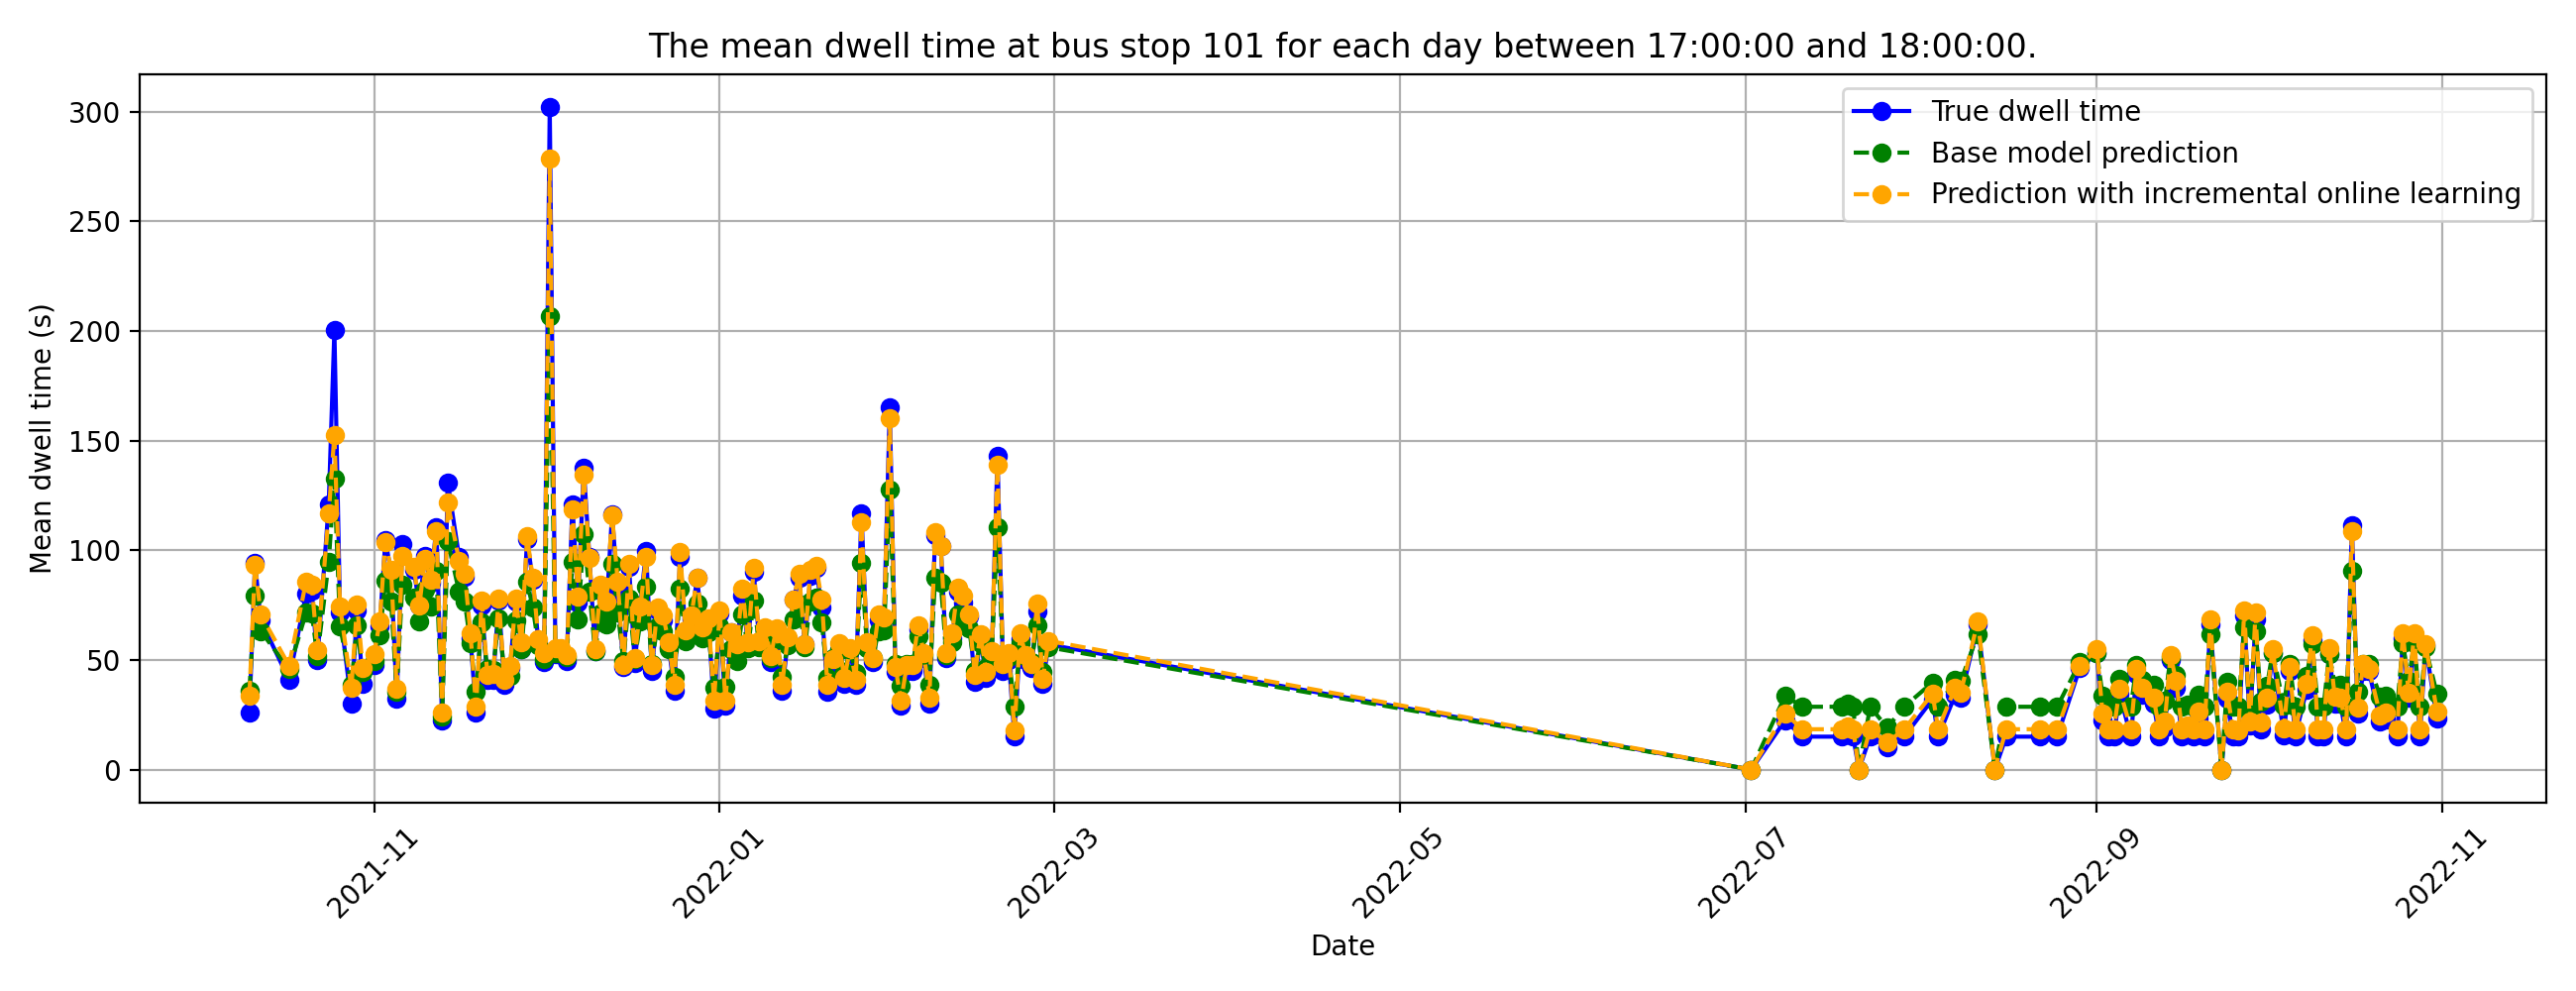 The mean dwell time at bus stop 101 for each day between 17:00:00 and 18:00:00.
True dwell time
Base model prediction
Prediction with incremental online learning
Mean dwell time (s)
300
250
200
150
100
50
0
2021-11
2022-01
2022-03
2022-05
2022-07
2022-09
2022-11
Date